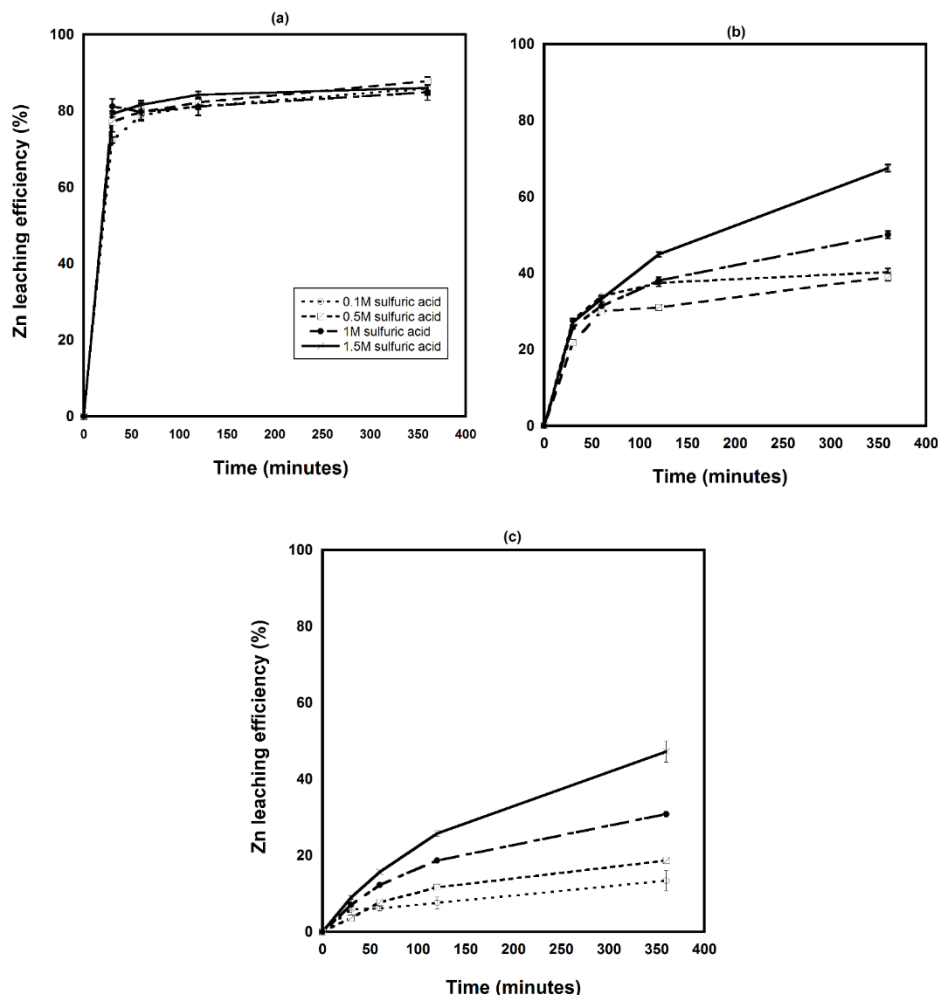 (a)
100
80
60
40
20
0
Zn leaching efficiency (%)
0.1M sulfuric acid
0.5M sulfuric acid
1M sulfuric acid
1.5M sulfuric acid
0 50 100 150 200 250 300 350 400
Time (minutes)
(b)
100
80
60
40
20
0
0 50 100 150 200 250 300 350 400
Time (minutes)
(c)
100
80
60
40
20
0
Zn leaching efficiency (%)
0 50 100 150 200 250 300 350 400
Time (minutes)